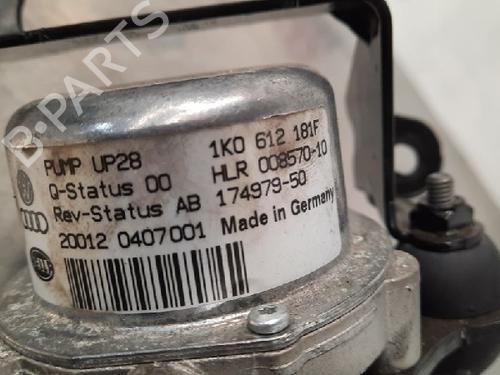 B-PARTS
PUMP UP28 1K0 612 181F
Q-Status 00 HLR 008570-10
Rev-Status AB 174979-50
20012 0407001 Made in Germany